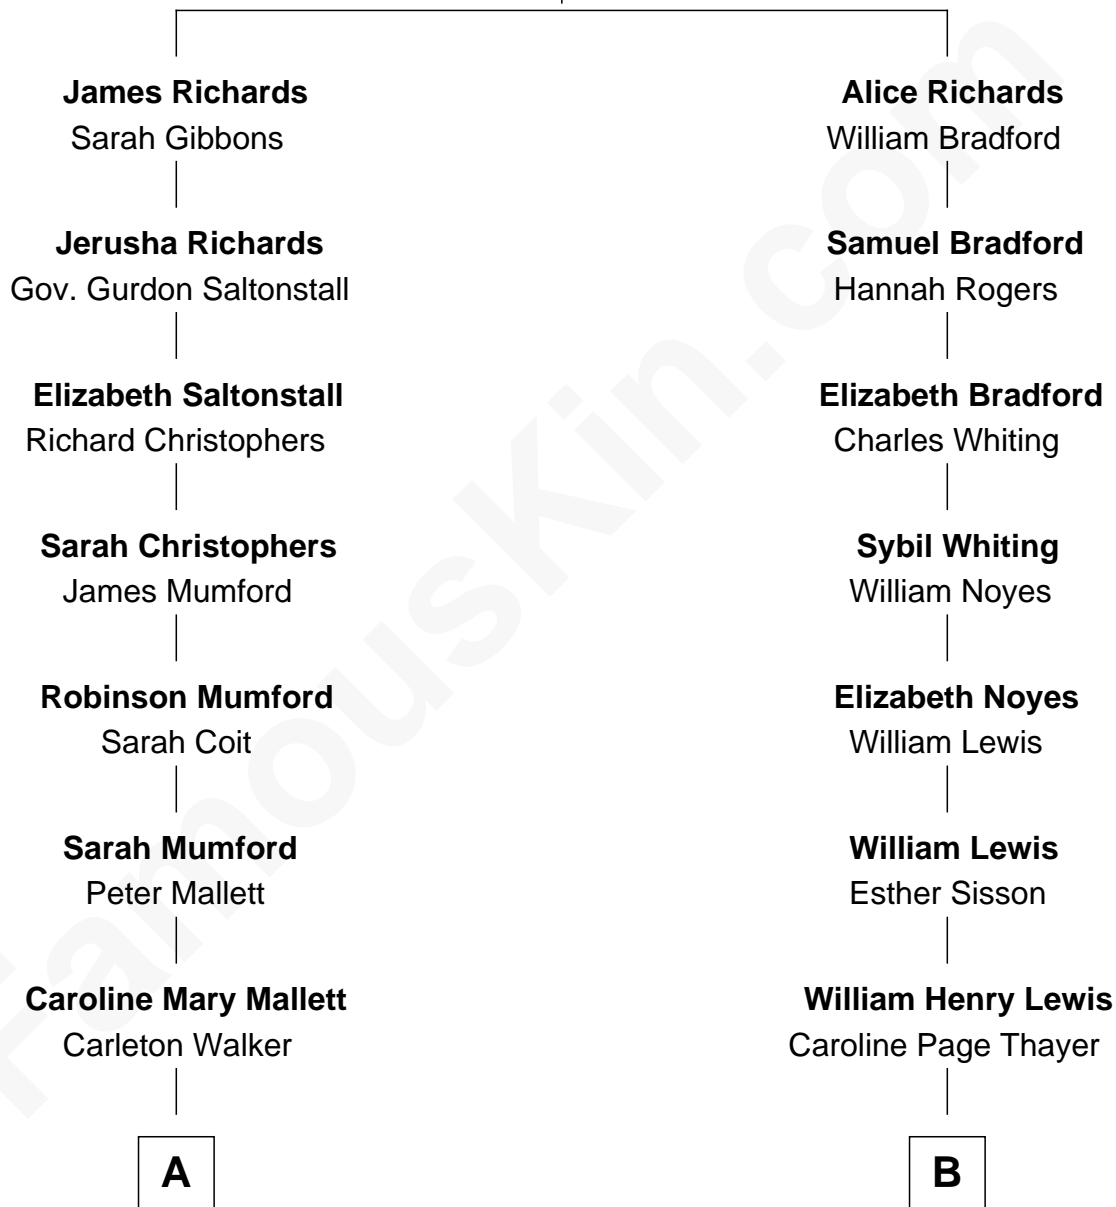 James Richards
Sarah Gibbons
Jerusha Richards
Gov. Gurdon Saltonstall
Elizabeth Saltonstall
Richard Christophers
Sarah Christophers
James Mumford
Robinson Mumford
Sarah Coit
Sarah Mumford
Peter Mallett
Caroline Mary Mallett
Carleton Walker
A
Alice Richards
William Bradford
Samuel Bradford
Hannah Rogers
Elizabeth Bradford
Charles Whiting
Sybil Whiting
William Noyes
Elizabeth Noyes
William Lewis
William Lewis
Esther Sisson
William Henry Lewis
Caroline Page Thayer
B
FamousKin.com